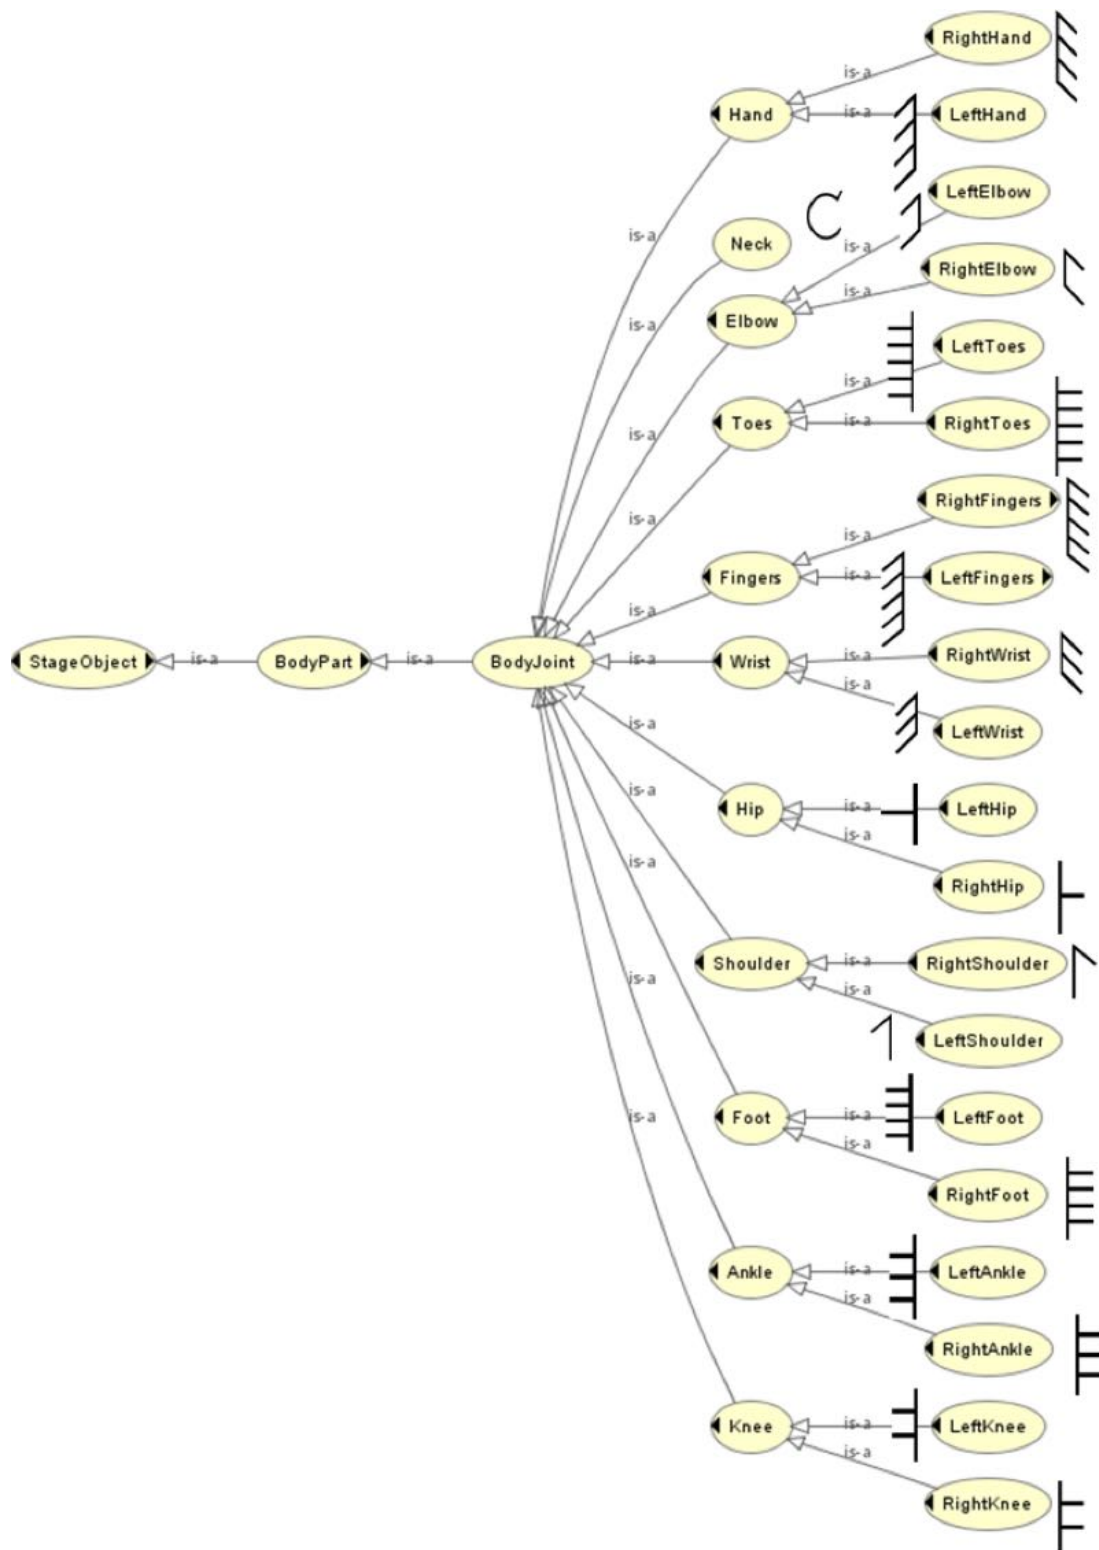 RightHand
is-a
Hand
is-a
LeftHand
LeftElbow
is-a
Neck
is-a
RightElbow
is-a
is-a
Elbow
LeftToes
is-a
is-a
Toes
is-a
RightToes
RightFingers
is-a
is-a
Fingers
is-a
LeftFingers
is-a
StageObject
is-a
BodyPart
is-a
BodyJoint
is-a
Wrist
is-a
RightWrist
is-a
LeftWrist
is-a
Hip
is-a
LeftHip
is-a
is-a
RightHip
is-a
Shoulder
is-a
RightShoulder
is-a
is-a
LeftShoulder
Foot
is-a
LeftFoot
is-a
is-a
RightFoot
Ankle
is-a
LeftAnkle
is-a
RightAnkle
Knee
is-a
LeftKnee
is-a
RightKnee